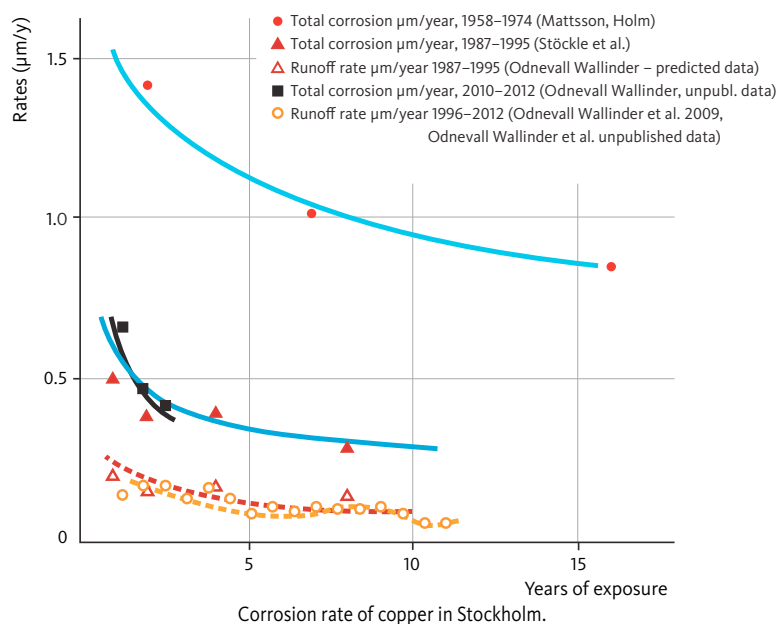 Total corrosion µm/year, 1958–1974 (Mattsson, Holm)
Total corrosion µm/year, 1987–1995 (Stöckle et al.)
Runoff rate µm/year 1987–1995 (Odnevall Wallinder – predicted data)
Total corrosion µm/year, 2010–2012 (Odnevall Wallinder, unpubl. data)
Runoff rate µm/year 1996–2012 (Odnevall Wallinder et al. 2009,
Odnevall Wallinder et al. unpublished data)
Rates (µm/y)
1.5
1.0
0.5
0
5
10
15
Years of exposure
Corrosion rate of copper in Stockholm.